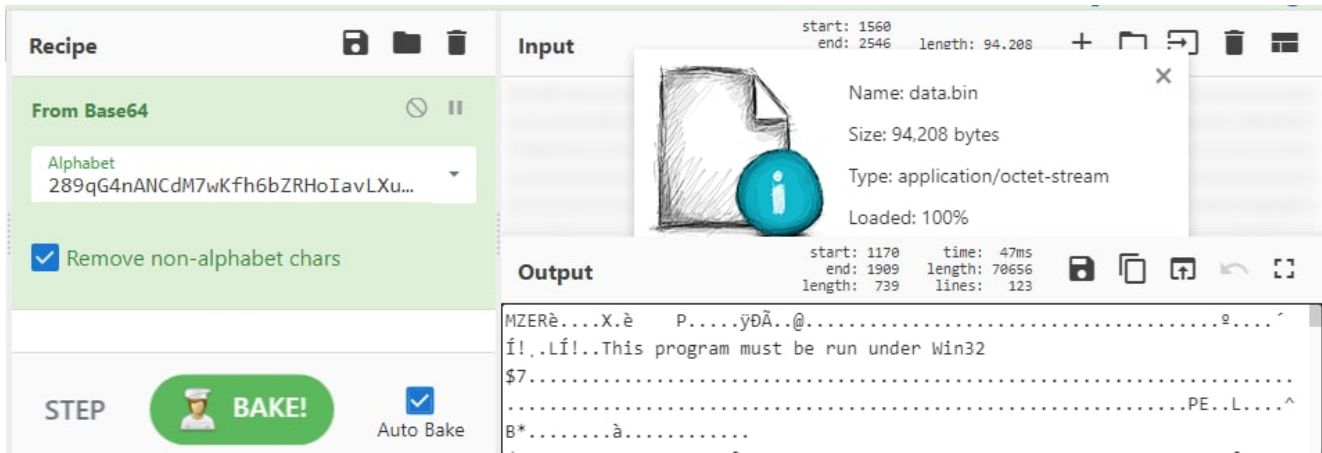 Recipe
From Base64
Alphabet
289qG4nANCdM7wKfh6bZRHoIavLXu…
Remove non-alphabet chars
STEP
BAKE!
Auto Bake
Input
start: 1560
end: 2546 length: 94,208
Name: data.bin
Size: 94,208 bytes
Type: application/octet-stream
Loaded: 100%
Output
start: 1170 time: 47ms
end: 1909 length: 70656
length: 739 lines: 123
MZERè....X.è P.....ÿÐÃ..@.......................................º....´
Í!¸.LÍ!..This program must be run under Win32
$7...........................................................................
..................................................................PE..L....^
B*........à............